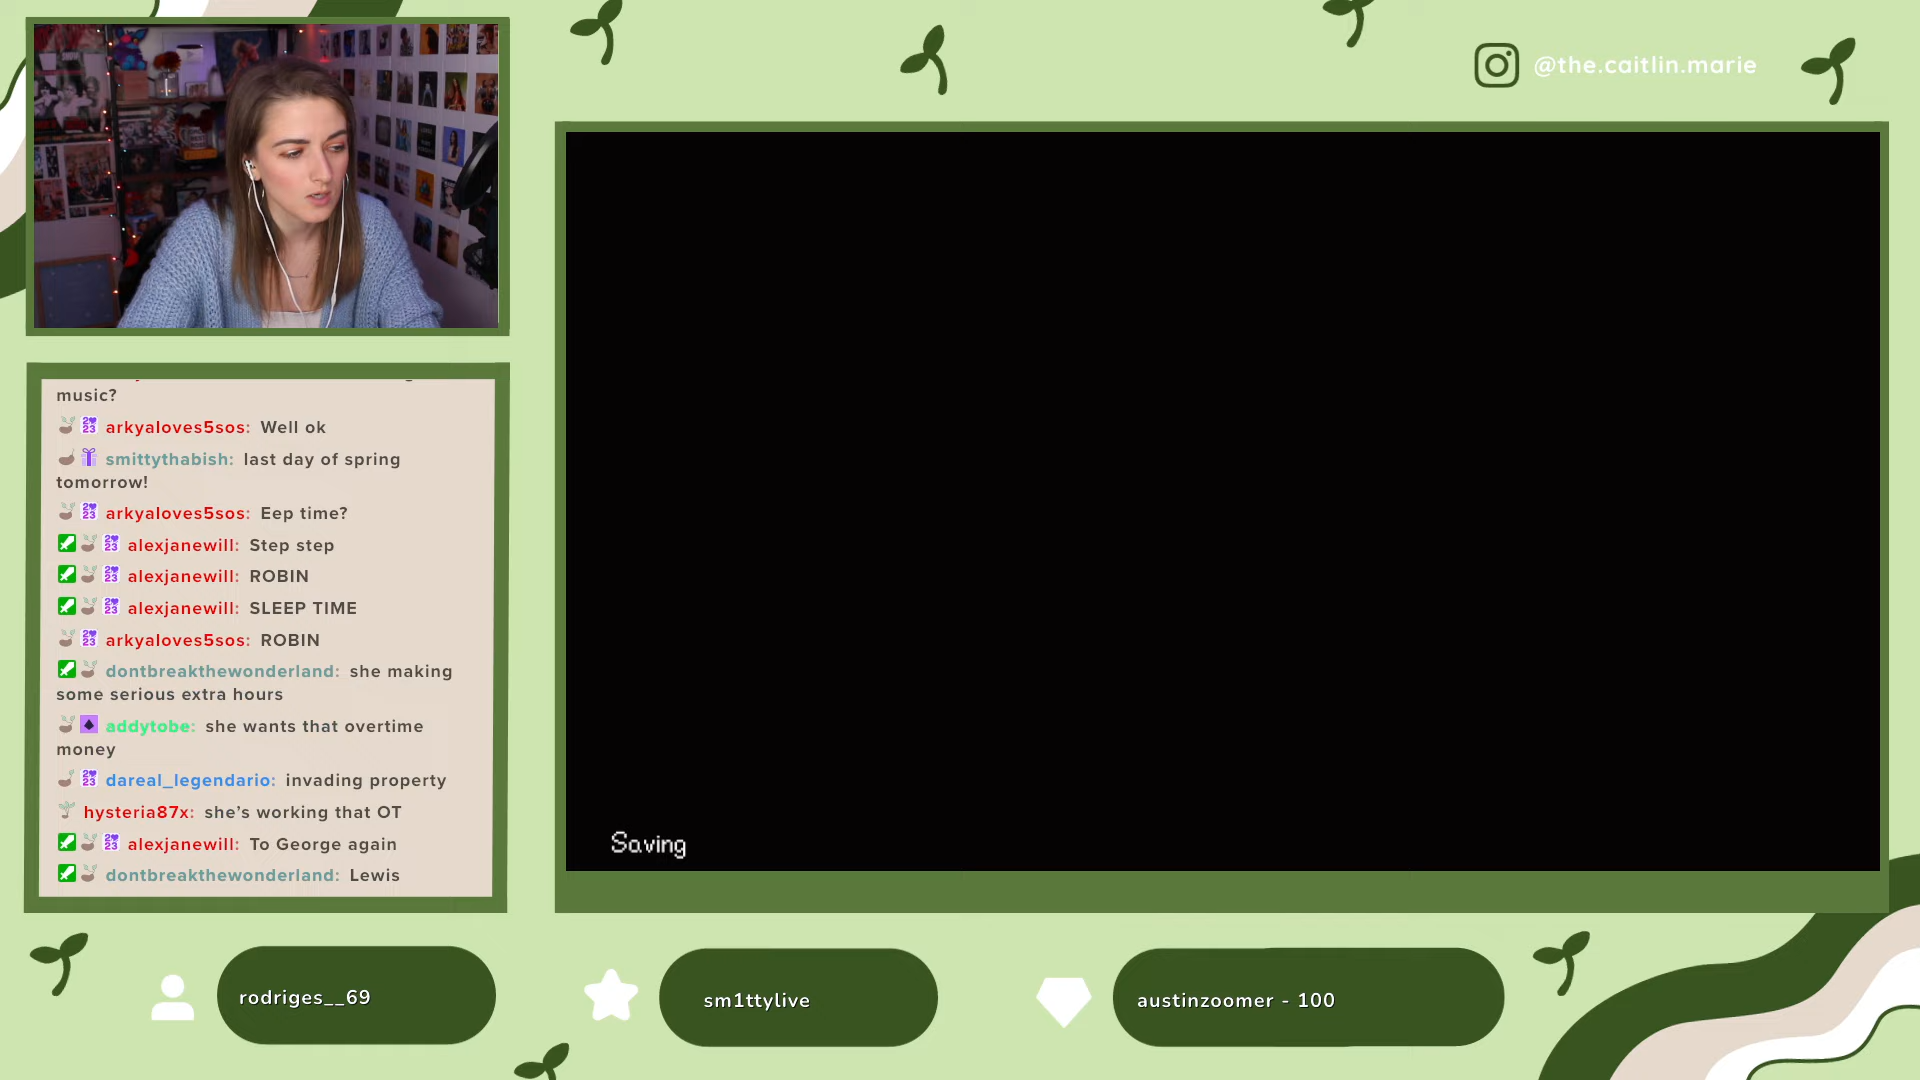 @the.caitlin.marie
music?
arkyaloves5sos: Well ok
smittythabish: last day of spring
tomorrow!
arkyaloves5sos: Eep time?
alexjanewill: Step step
alexjanewill: ROBIN
alexjanewill: SLEEP TIME
arkyaloves5sos: ROBIN
dontbreakthewonderland: she making
some serious extra hours
addytobe: she wants that overtime
money
dareal_legendario: invading property
hysteria87x: she's working that OT
alexjanewill: To George again
dontbreakthewonderland: Lewis
Saving
rodriges__69
sm1ttylive
austinzoomer - 100